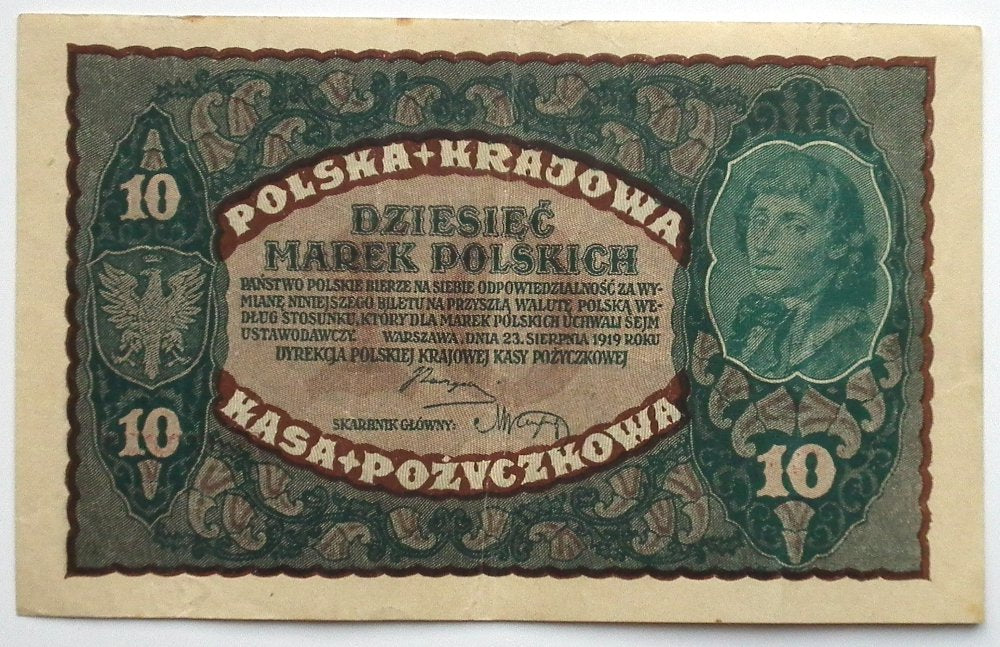 POLSKA+KRAJOWA
10
DZIESIĘĆ
MAREK POLSKICH
PAŃSTWO POLSKIE BIERZE NA SIEBIE ODPOWIEDZIALNOŚĆ ZA WY-
MIANĘ NINIEJSZEGO BILETU NA PRZYSZŁĄ WALUTĘ POLSKĄ WE-
DŁUG STOSUNKU, KTÓRY DLA MAREK POLSKICH UCHWALI SEJM
USTAWODAWCZY. WARSZAWA, DNIA 23. SIERPNIA 1919 ROKU
DYREKCJA POLSKIEJ KRAJOWEJ KASY POŻYCZKOWEJ
SKARBNIK GŁÓWNY:
KASA+POŻYCZKOWA
10
10